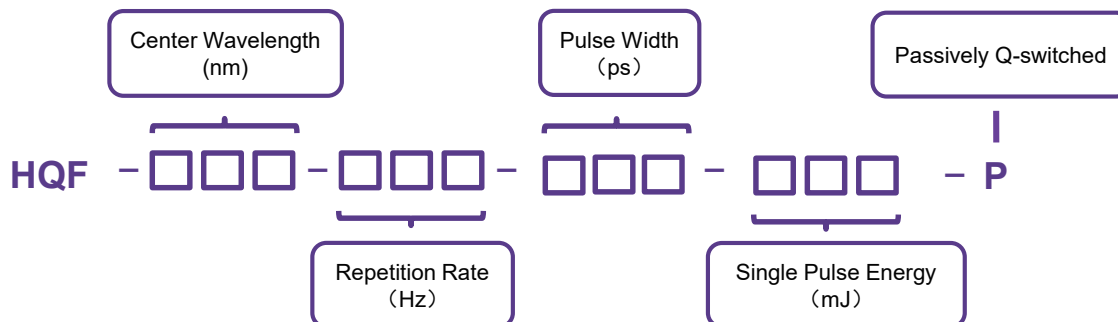 Center Wavelength
(nm)
Pulse Width
（ps）
Passively Q-switched
HQF – □□□ – □□□ – □□□ – □□□ – P
Repetition Rate
（Hz）
Single Pulse Energy
（mJ）